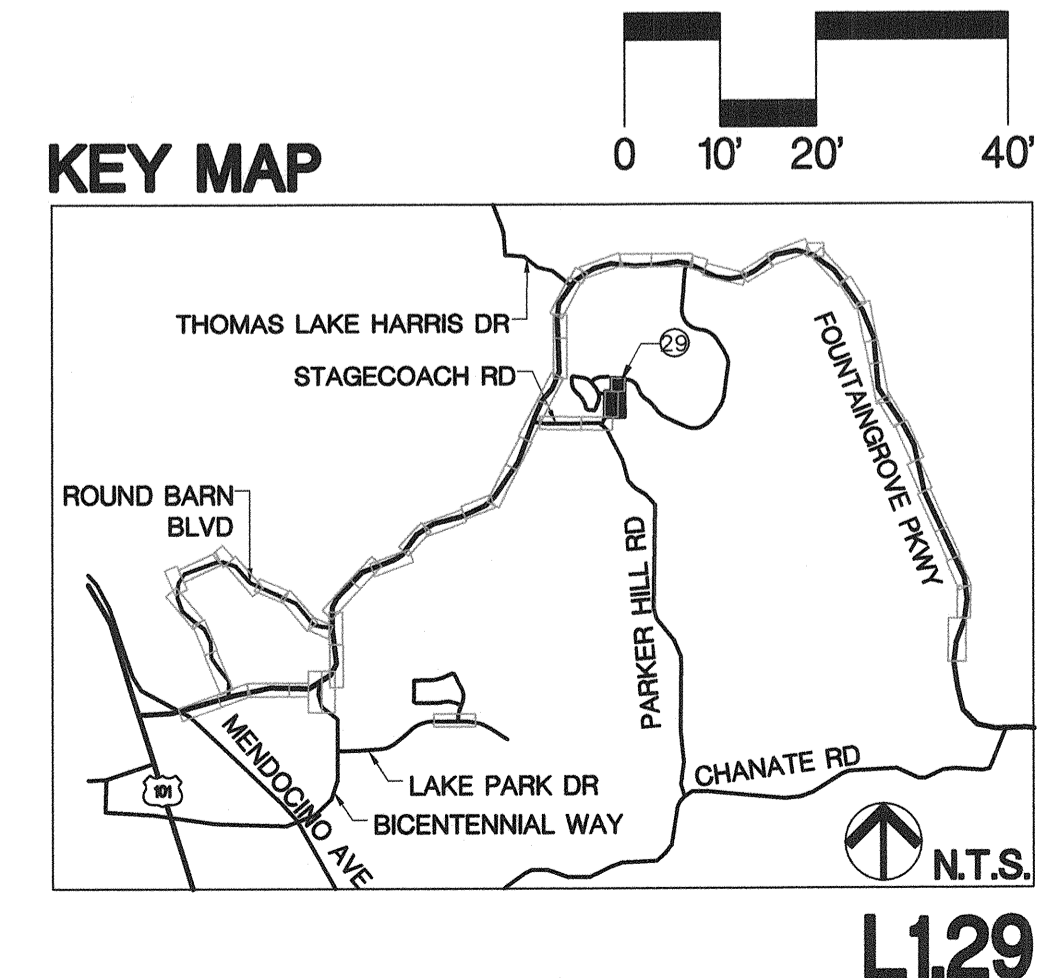 0 10' 20' 40'
KEY MAP
THOMAS LAKE HARRIS DR
29
STAGECOACH RD
FOUNTAINGROVE PKWY
ROUND BARN
BLVD
PARKER HILL RD
MENDOCINO AVE
CHANATE RD
LAKE PARK DR
101
BICENTENNIAL WAY
N.T.S.
L1.29